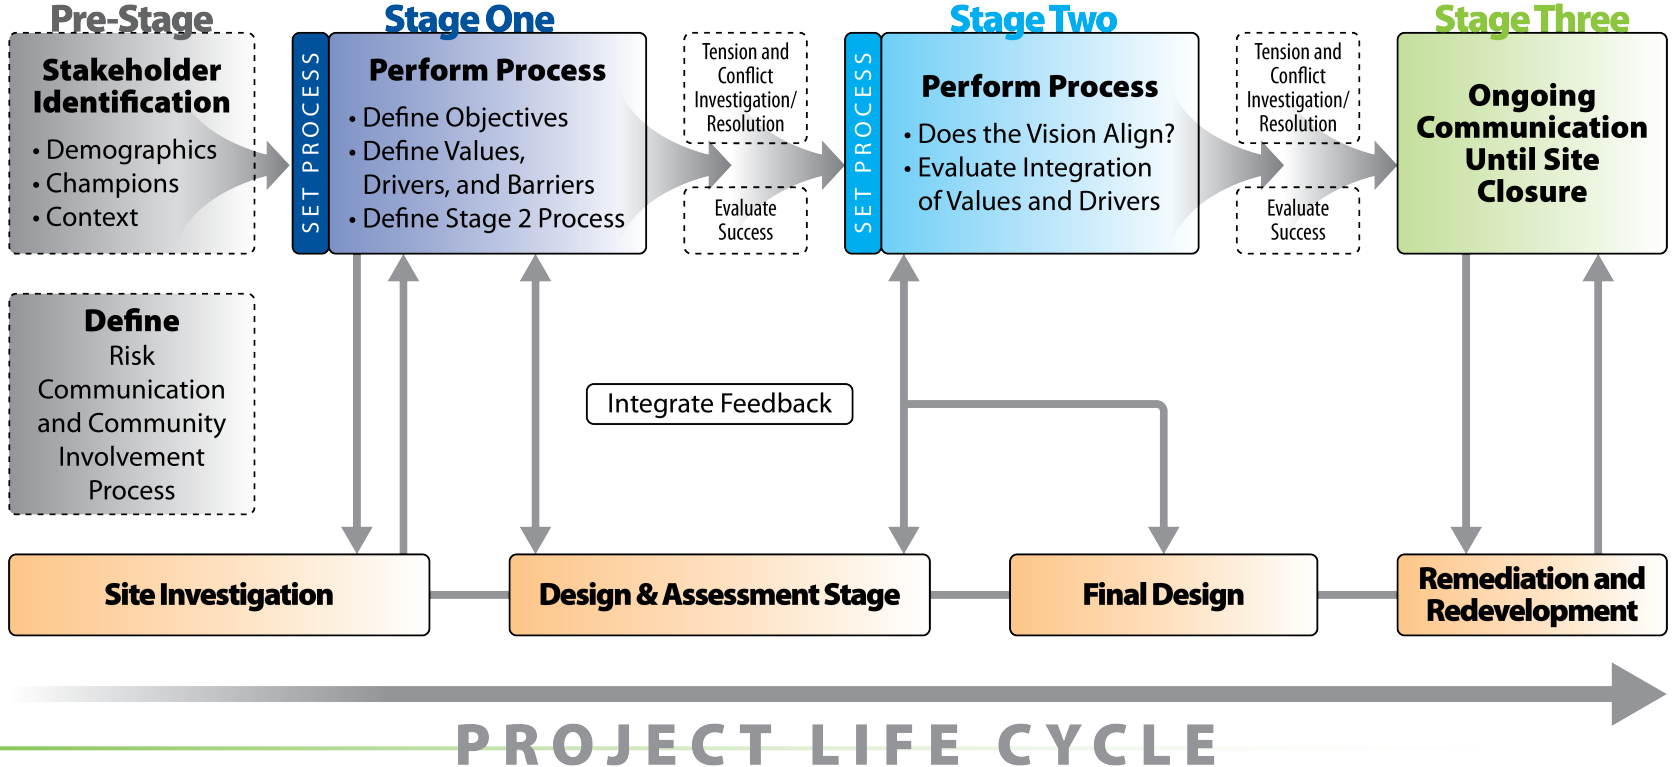 Pre-Stage
Stakeholder
Identification
• Demographics
• Champions
• Context
Define
Risk
Communication
and Community
Involvement
Process
Stage One
SET PROCESS
Perform Process
• Define Objectives
• Define Values,
Drivers, and Barriers
• Define Stage 2 Process
Tension and
Conflict
Investigation/
Resolution
Evaluate
Success
Stage Two
SET PROCESS
Perform Process
• Does the Vision Align?
• Evaluate Integration
of Values and Drivers
Tension and
Conflict
Investigation/
Resolution
Evaluate
Success
Stage Three
Ongoing
Communication
Until Site
Closure
Integrate Feedback
Site Investigation
Design & Assessment Stage
Final Design
Remediation and
Redevelopment
PROJECT LIFE CYCLE